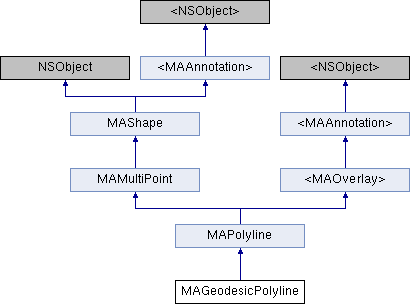 <NSObject>
NSObject
<MAAnnotation>
<NSObject>
MAShape
<MAAnnotation>
MAMultiPoint
<MAOverlay>
MAPolyline
MAGeodesicPolyline